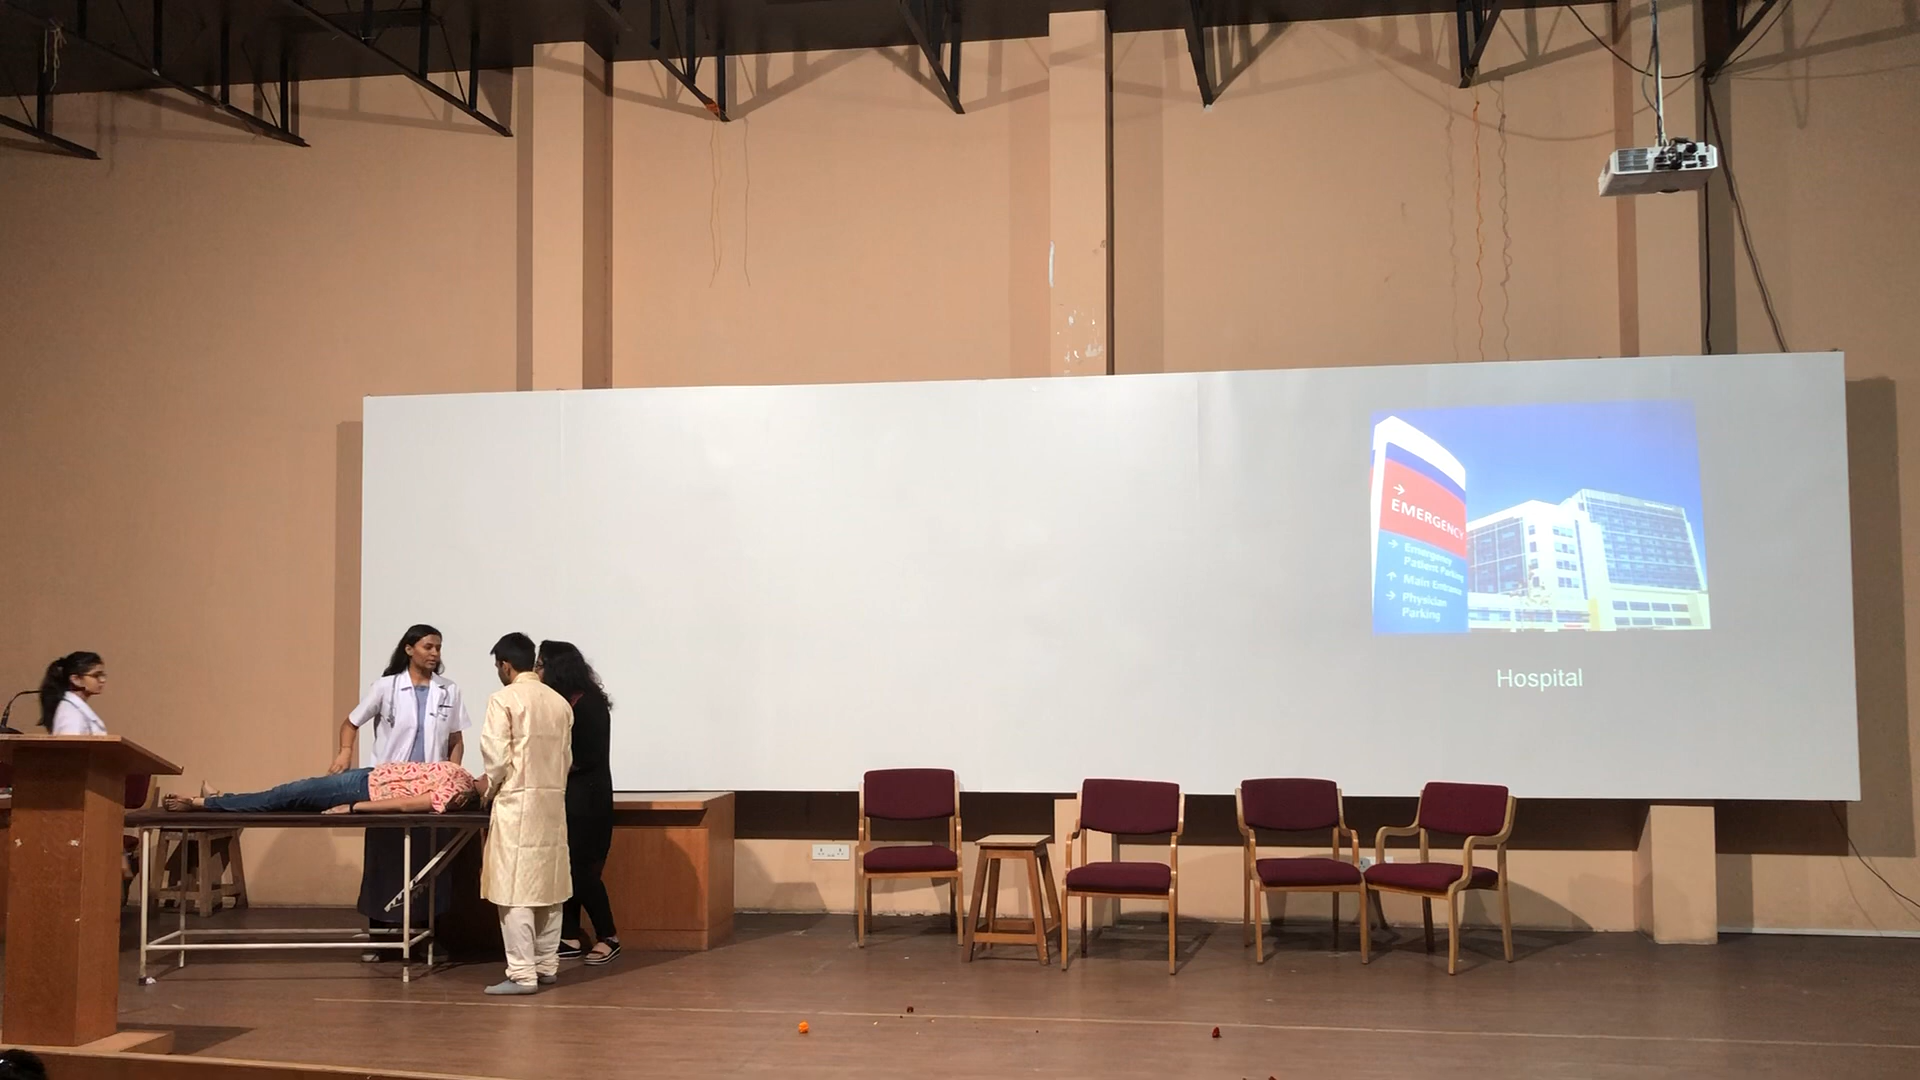 EMERGENCY
Emergency
Patient Parking
Main Entrance
Physician
Parking
Hospital